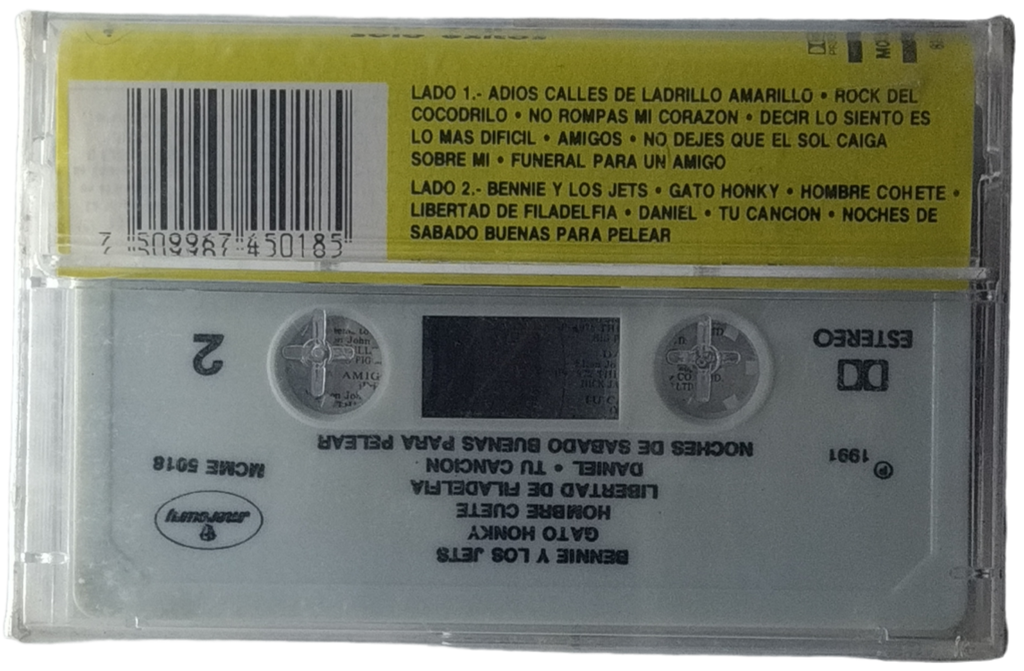 LADO 1.- ADIOS CALLES DE LADRILLO AMARILLO • ROCK DEL
COCODRILO • NO ROMPAS MI CORAZON • DECIR LO SIENTO ES
LO MAS DIFICIL • AMIGOS • NO DEJES QUE EL SOL CAIGA
SOBRE MI • FUNERAL PARA UN AMIGO
LADO 2.- BENNIE Y LOS JETS • GATO HONKY • HOMBRE COHETE •
LIBERTAD DE FILADELFIA • DANIEL • TU CANCION • NOCHES DE
SABADO BUENAS PARA PELEAR
7 509967 450185
BENNIE Y LOS JETS
GATO HONKY
HOMBRE CUETE
LIBERTAD DE FILADELFIA
DANIEL • TU CANCION
NOCHES DE SABADO BUENAS PARA PELEAR
mercury
MCME 5018
℗ 1991
2
ESTEREO
AMIG